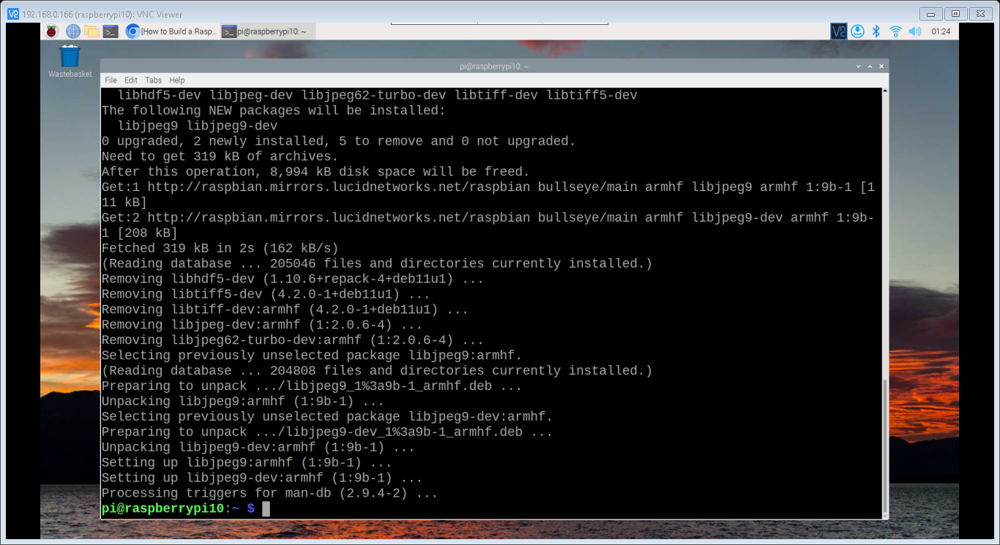 192.168.0.166 (raspberrypi10): VNC Viewer
[How to Build a Rasp...
pi@raspberrypi10: ~
01:24
Wastebasket
pi@raspberrypi10: ~
File Edit Tabs Help
libhdf5-dev libjpeg-dev libjpeg62-turbo-dev libtiff-dev libtiff5-dev
The following NEW packages will be installed:
libjpeg9 libjpeg9-dev
0 upgraded, 2 newly installed, 5 to remove and 0 not upgraded.
Need to get 319 kB of archives.
After this operation, 8,994 kB disk space will be freed.
Get:1 http://raspbian.mirrors.lucidnetworks.net/raspbian bullseye/main armhf libjpeg9 armhf 1:9b-1 [1
11 kB]
Get:2 http://raspbian.mirrors.lucidnetworks.net/raspbian bullseye/main armhf libjpeg9-dev armhf 1:9b-
1 [208 kB]
Fetched 319 kB in 2s (162 kB/s)
(Reading database ... 205046 files and directories currently installed.)
Removing libhdf5-dev (1.10.6+repack-4+deb11u1) ...
Removing libtiff5-dev (4.2.0-1+deb11u1) ...
Removing libtiff-dev:armhf (4.2.0-1+deb11u1) ...
Removing libjpeg-dev:armhf (1:2.0.6-4) ...
Removing libjpeg62-turbo-dev:armhf (1:2.0.6-4) ...
Selecting previously unselected package libjpeg9:armhf.
(Reading database ... 204808 files and directories currently installed.)
Preparing to unpack .../libjpeg9_1%3a9b-1_armhf.deb ...
Unpacking libjpeg9:armhf (1:9b-1) ...
Selecting previously unselected package libjpeg9-dev:armhf.
Preparing to unpack .../libjpeg9-dev_1%3a9b-1_armhf.deb ...
Unpacking libjpeg9-dev:armhf (1:9b-1) ...
Setting up libjpeg9:armhf (1:9b-1) ...
Setting up libjpeg9-dev:armhf (1:9b-1) ...
Processing triggers for man-db (2.9.4-2) ...
pi@raspberrypi10:~ $